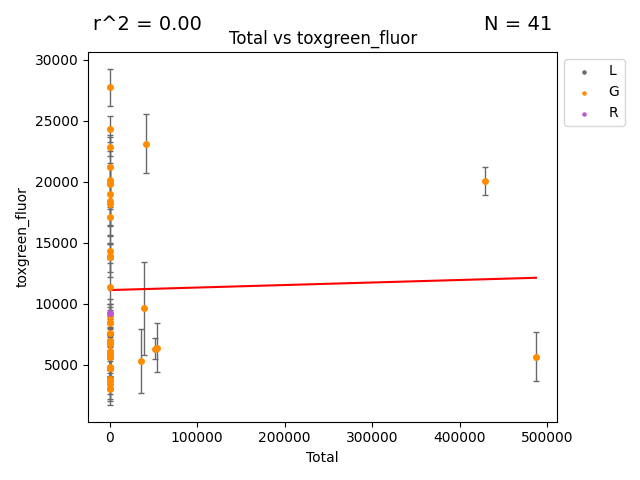 r^2 = 0.00
N = 41
Total vs toxgreen_fluor
30000
25000
20000
15000
10000
5000
toxgreen_fluor
0
100000
200000
300000
400000
500000
Total
L
G
R